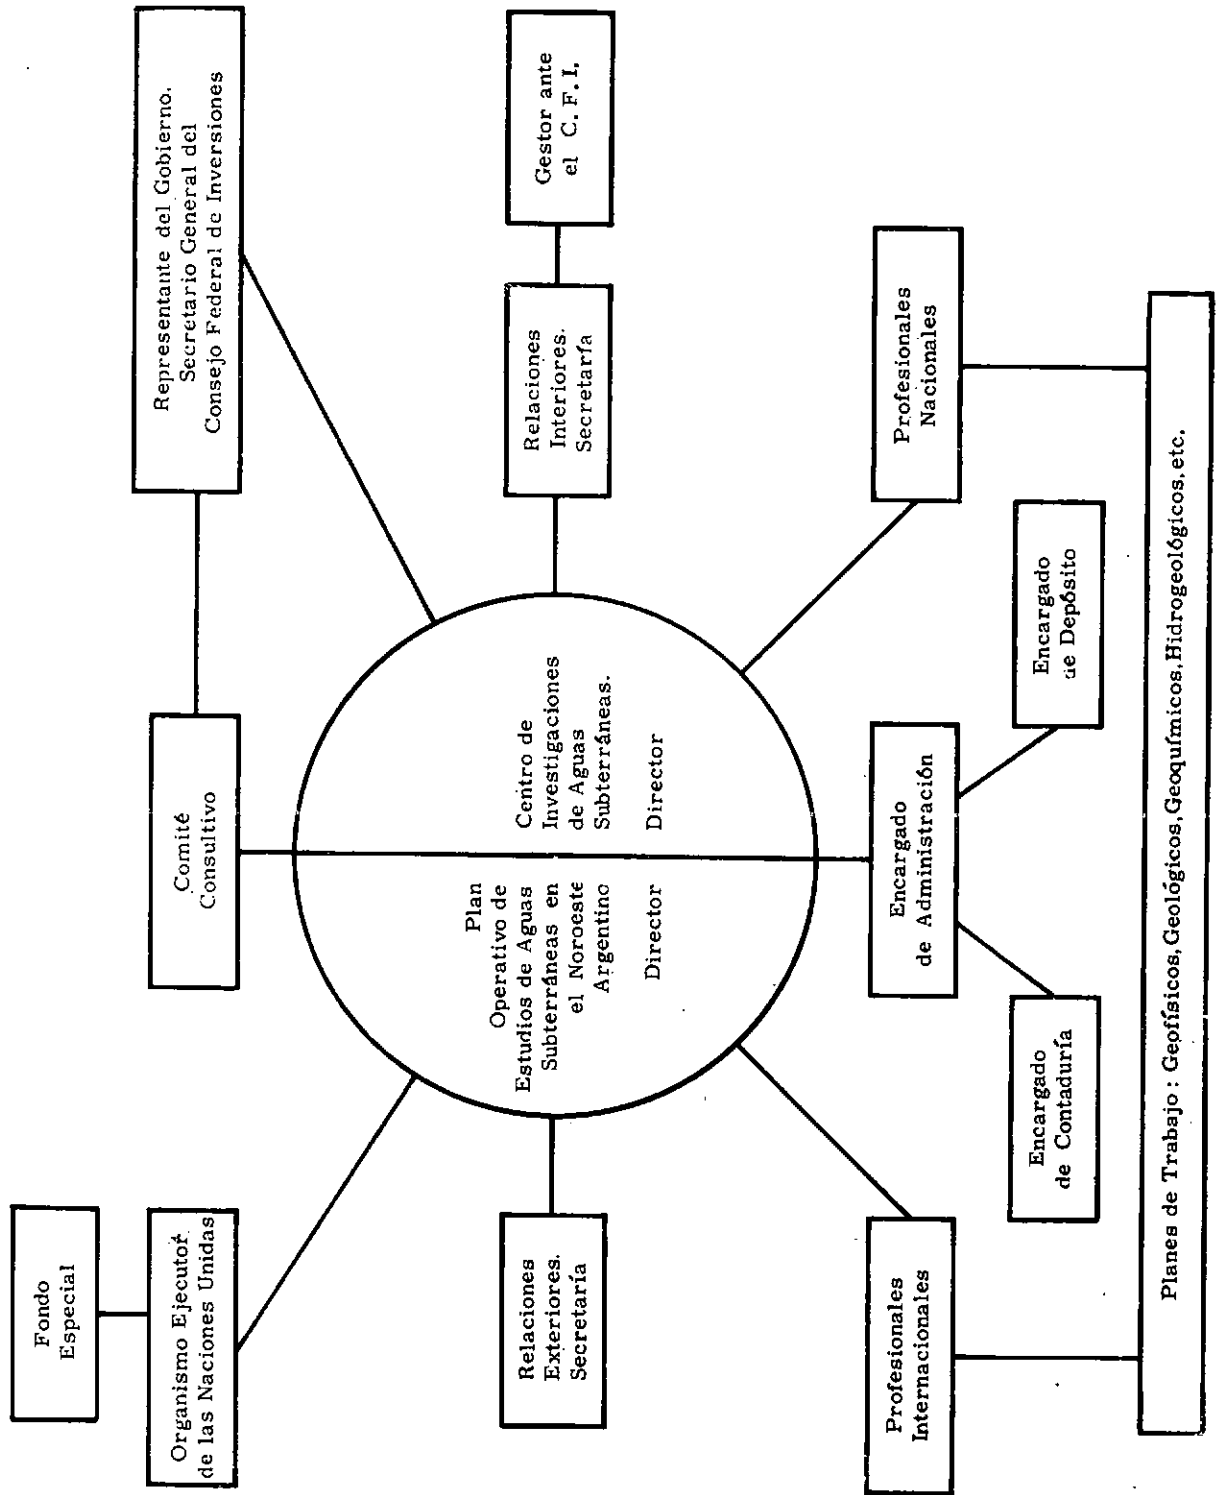 Fondo
Especial
Organismo Ejecutor
de las Naciones Unidas
Comité
Consultivo
Representante del Gobierno.
Secretario General del
Consejo Federal de Inversiones
Relaciones
Exteriores.
Secretaría
Plan
Operativo de
Estudios de Aguas
Subterráneas en
el Noroeste
Argentino
Director
Centro de
Investigaciones
de Aguas
Subterráneas.
Director
Relaciones
Interiores.
Secretaría
Gestor ante
el C. F. I.
Profesionales
Internacionales
Encargado
de Administración
Profesionales
Nacionales
Encargado
de Contaduría
Encargado
de Depósito
Planes de Trabajo : Geofísicos, Geológicos, Geoquímicos, Hidrogeológicos, etc.